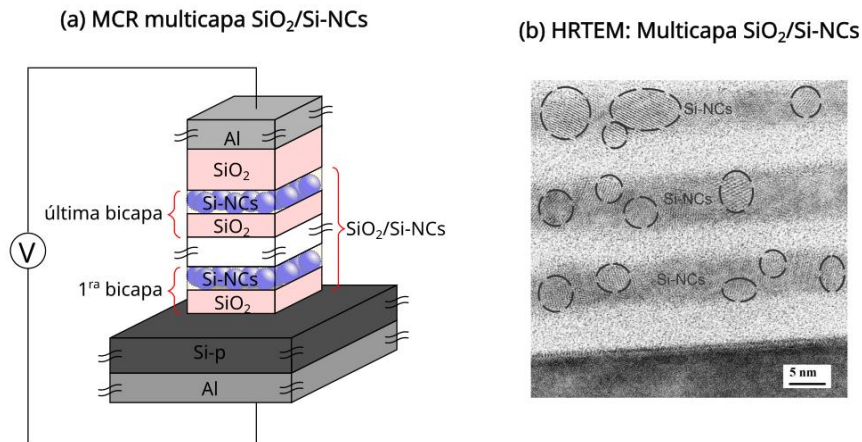 (a) MCR multicapa SiO₂/Si-NCs
Al
SiO₂
Si-NCs
SiO₂
última bicapa
SiO₂/Si-NCs
V
Si-NCs
SiO₂
1ʳᵃ bicapa
Si-p
Al
(b) HRTEM: Multicapa SiO₂/Si-NCs
Si-NCs
Si-NCs
Si-NCs
5 nm